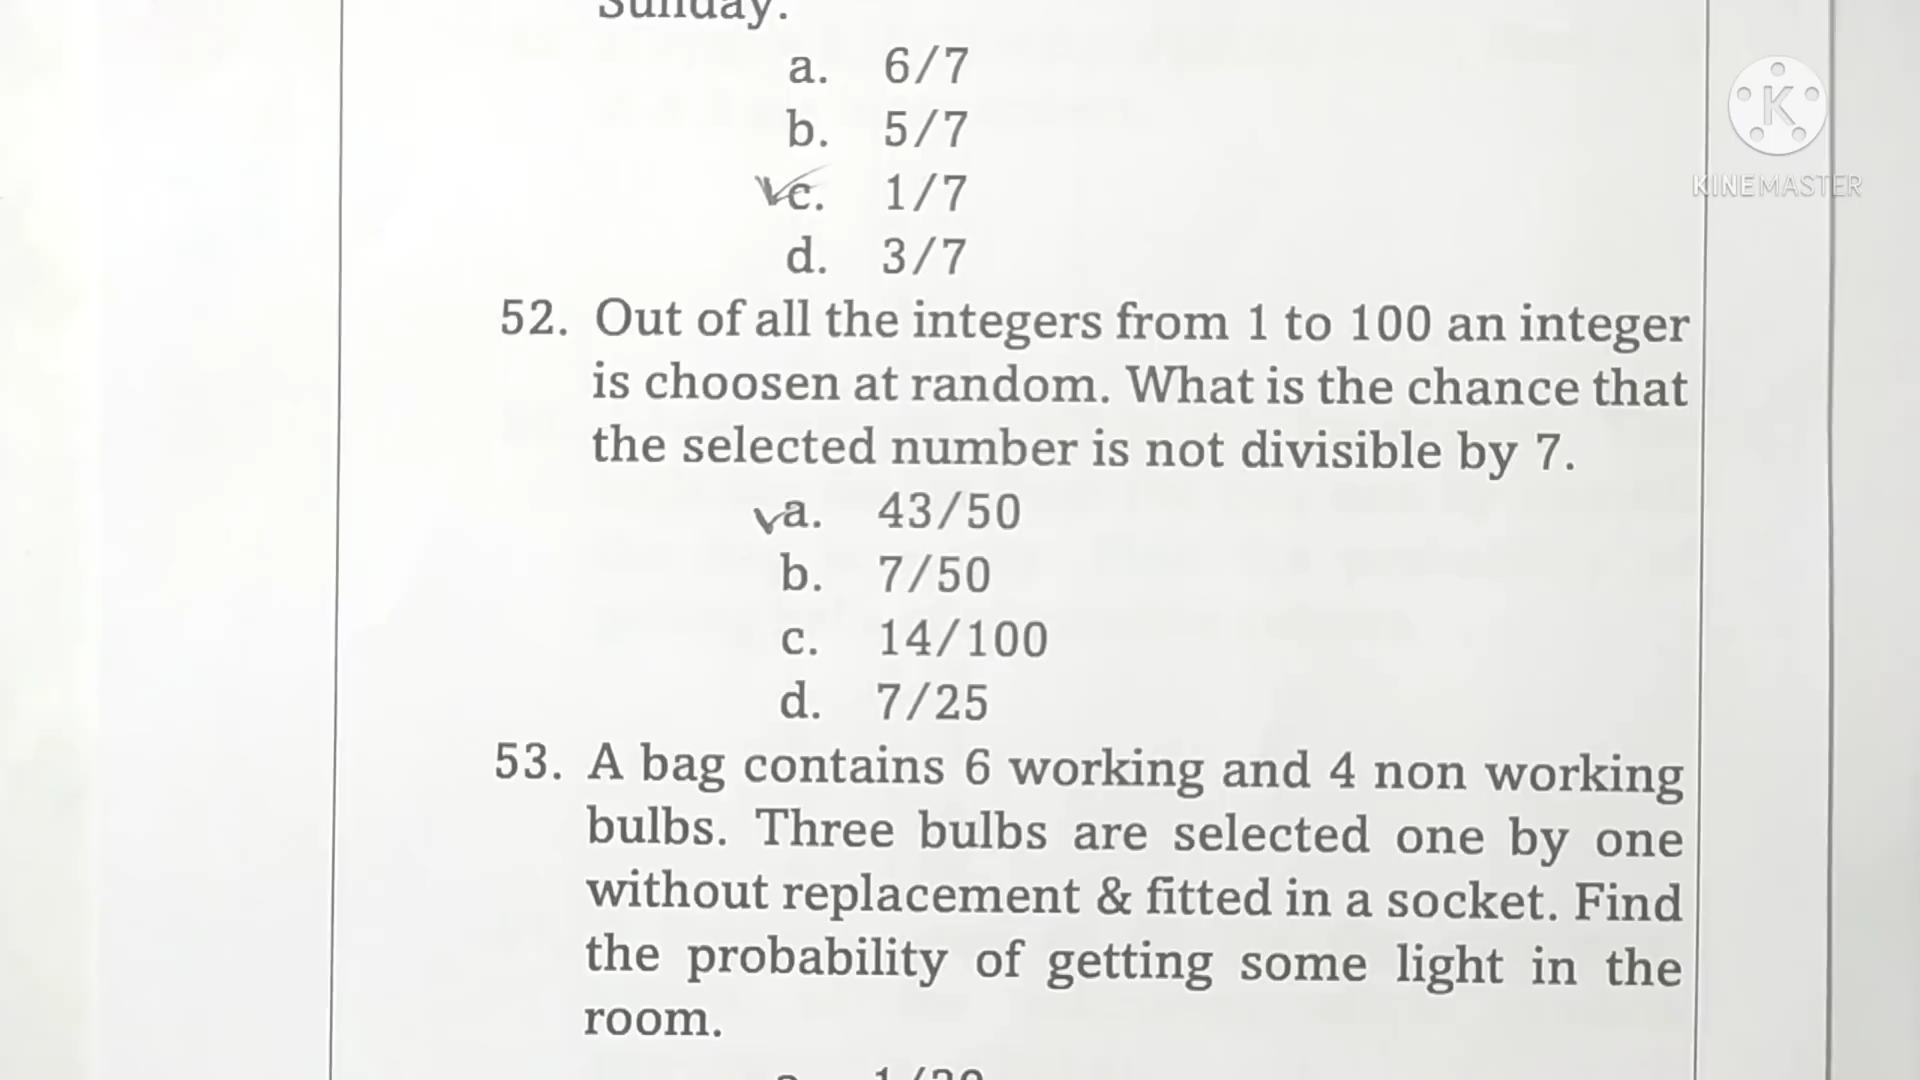 Sunday.
a. 6/7
b. 5/7
c. 1/7
d. 3/7
52. Out of all the integers from 1 to 100 an integer
is choosen at random. What is the chance that
the selected number is not divisible by 7.
a. 43/50
b. 7/50
c. 14/100
d. 7/25
53. A bag contains 6 working and 4 non working
bulbs. Three bulbs are selected one by one
without replacement & fitted in a socket. Find
the probability of getting some light in the
room.
K
KINEMASTER